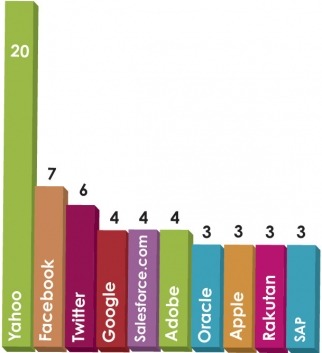 20
7
6
4
4
4
3
3
3
3
Yahoo
Facebook
Twitter
Google
Salesforce.com
Adobe
Oracle
Apple
Rakutan
SAP